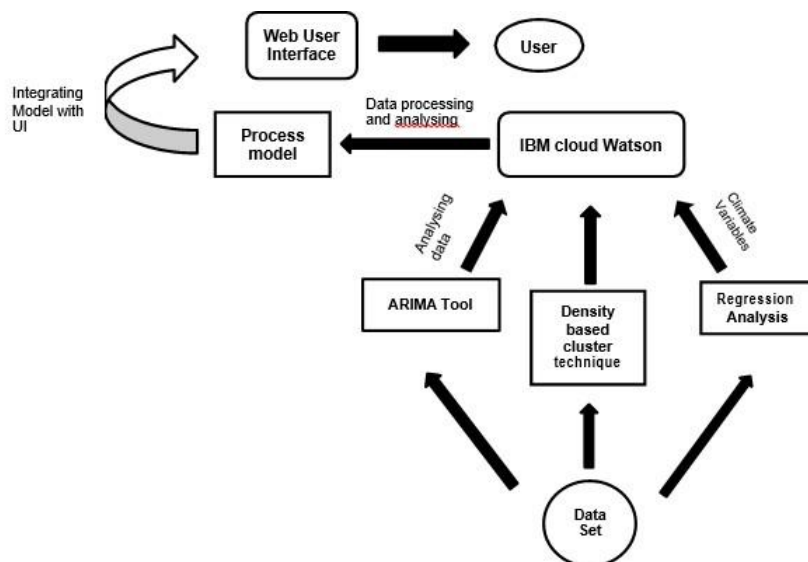 Web User
Interface
User
Integrating
Model with
UI
Data processing
and analysing
Process
model
IBM cloud Watson
Analysing
data
Climate
Variables
ARIMA Tool
Density
based
cluster
technique
Regression
Analysis
Data
Set